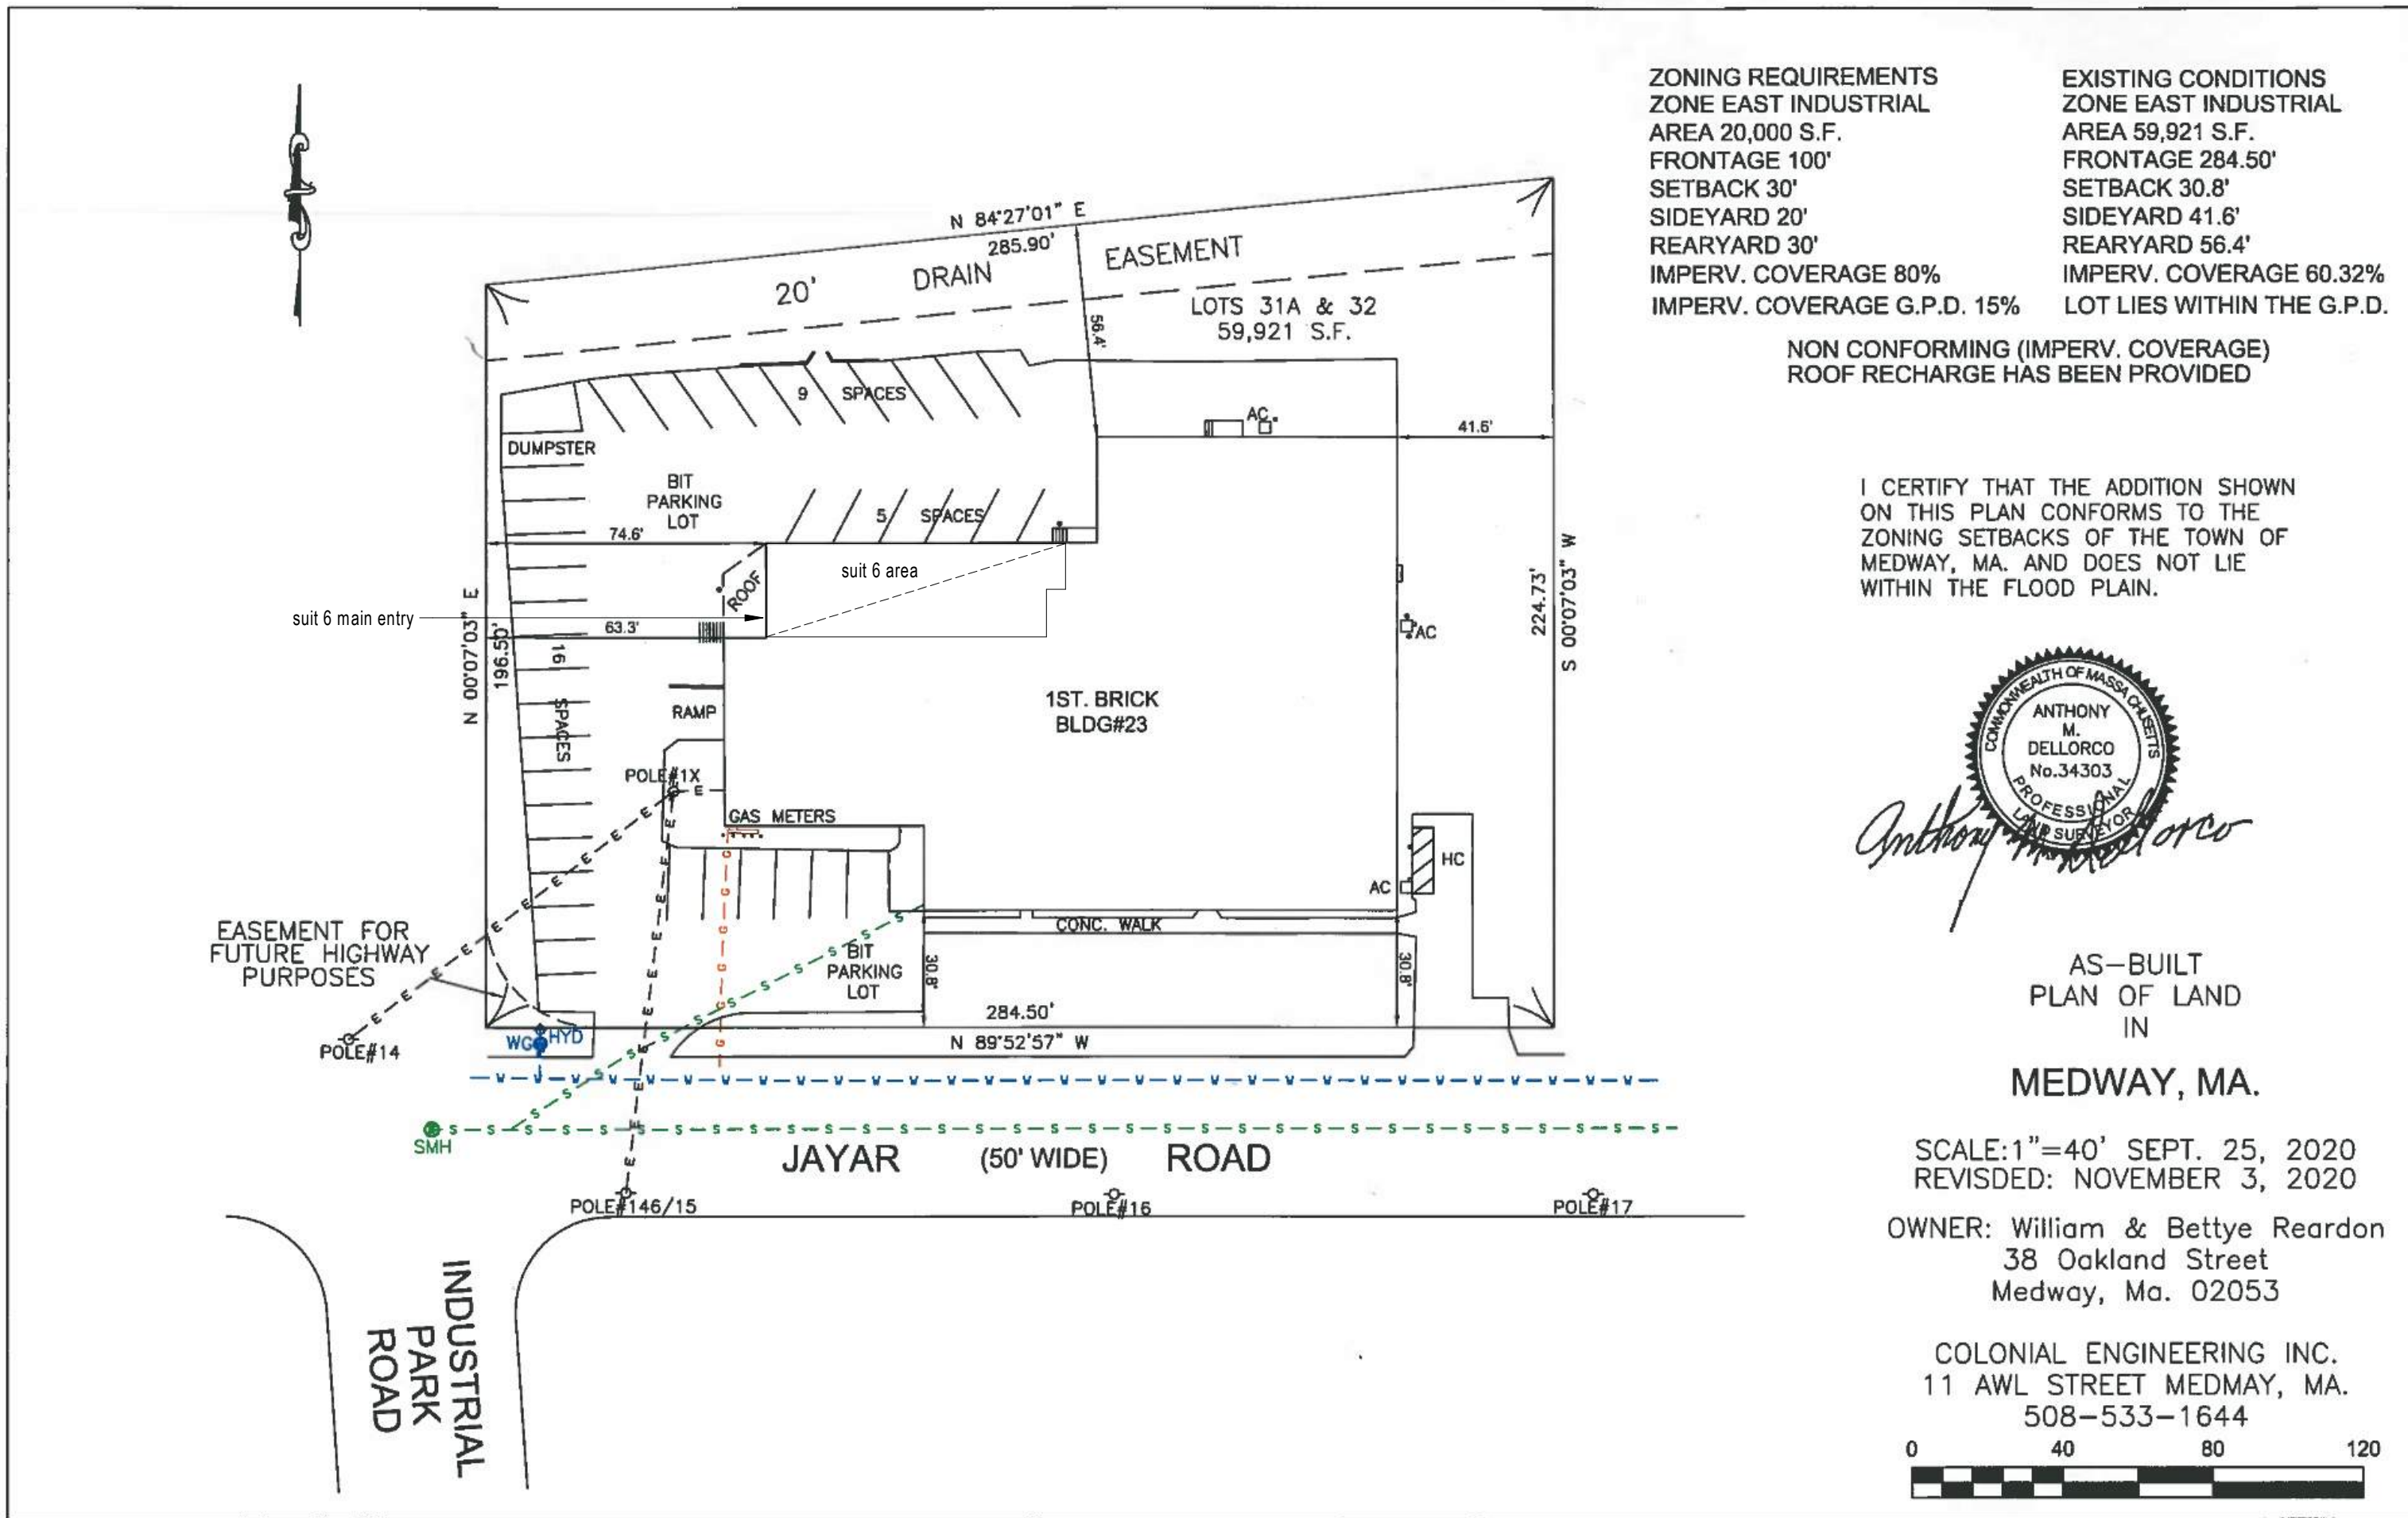 ZONING REQUIREMENTS
ZONE EAST INDUSTRIAL
AREA 20,000 S.F.
FRONTAGE 100'
SETBACK 30'
SIDEYARD 20'
REARYARD 30'
IMPERV. COVERAGE 80%
IMPERV. COVERAGE G.P.D. 15%
EXISTING CONDITIONS
ZONE EAST INDUSTRIAL
AREA 59,921 S.F.
FRONTAGE 284.50'
SETBACK 30.8'
SIDEYARD 41.6'
REARYARD 56.4'
IMPERV. COVERAGE 60.32%
LOT LIES WITHIN THE G.P.D.
NON CONFORMING (IMPERV. COVERAGE)
ROOF RECHARGE HAS BEEN PROVIDED
N 84°27'01" E
285.90'
20' DRAIN EASEMENT
LOTS 31A & 32
59,921 S.F.
56.4'
9 SPACES
AC
41.6'
DUMPSTER
BIT
PARKING
LOT
5 SPACES
74.6'
ROOF
suit 6 area
suit 6 main entry
63.3'
N 00°07'03" E
196.50'
16 SPACES
RAMP
1ST. BRICK
BLDG#23
AC
224.73'
S 00°07'03" W
POLE#1X
E
GAS METERS
HC
AC
CONC. WALK
BIT
PARKING
LOT
30.8'
30.8'
EASEMENT FOR
FUTURE HIGHWAY
PURPOSES
284.50'
N 89°52'57" W
POLE#14
WG
HYD
SMH
JAYAR (50' WIDE) ROAD
POLE#146/15
POLE#16
POLE#17
INDUSTRIAL
PARK
ROAD
I CERTIFY THAT THE ADDITION SHOWN
ON THIS PLAN CONFORMS TO THE
ZONING SETBACKS OF THE TOWN OF
MEDWAY, MA. AND DOES NOT LIE
WITHIN THE FLOOD PLAIN.
COMMONWEALTH OF MASSACHUSETTS
ANTHONY
M.
DELLORCO
No.34303
PROFESSIONAL
LAND SURVEYOR
Anthony M Dellorco
AS-BUILT
PLAN OF LAND
IN
MEDWAY, MA.
SCALE:1"=40' SEPT. 25, 2020
REVISDED: NOVEMBER 3, 2020
OWNER: William & Bettye Reardon
38 Oakland Street
Medway, Ma. 02053
COLONIAL ENGINEERING INC.
11 AWL STREET MEDMAY, MA.
508-533-1644
0 40 80 120